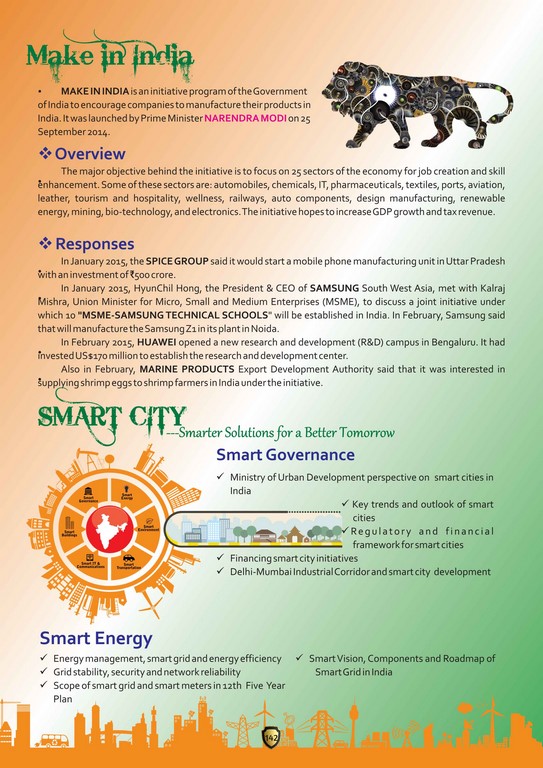 Make in India
• MAKE IN INDIA is an initiative program of the Government
of India to encourage companies to manufacture their products in
India. It was launched by Prime Minister NARENDRA MODI on 25
September 2014.
❖ Overview
The major objective behind the initiative is to focus on 25 sectors of the economy for job creation and skill
• enhancement. Some of these sectors are: automobiles, chemicals, IT, pharmaceuticals, textiles, ports, aviation,
leather, tourism and hospitality, wellness, railways, auto components, design manufacturing, renewable
energy, mining, bio-technology, and electronics. The initiative hopes to increase GDP growth and tax revenue.
❖ Responses
In January 2015, the SPICE GROUP said it would start a mobile phone manufacturing unit in Uttar Pradesh
• with an investment of ₹500 crore.
In January 2015, HyunChil Hong, the President & CEO of SAMSUNG South West Asia, met with Kalraj
• Mishra, Union Minister for Micro, Small and Medium Enterprises (MSME), to discuss a joint initiative under
which 10 "MSME-SAMSUNG TECHNICAL SCHOOLS" will be established in India. In February, Samsung said
that will manufacture the Samsung Z1 in its plant in Noida.
In February 2015, HUAWEI opened a new research and development (R&D) campus in Bengaluru. It had
• invested US$170 million to establish the research and development center.
Also in February, MARINE PRODUCTS Export Development Authority said that it was interested in
• supplying shrimp eggs to shrimp farmers in India under the initiative.
SMART CITY
---Smarter Solutions for a Better Tomorrow
Smart Governance
✓ Ministry of Urban Development perspective on smart cities in
India
✓ Key trends and outlook of smart
cities
✓ Regulatory and financial
framework for smart cities
✓ Financing smart city initiatives
✓ Delhi-Mumbai Industrial Corridor and smart city development
Smart
Governance
Smart
Energy
Smart
Environment
Smart
Transportation
Smart IT &
Communications
Smart
Buildings
Smart Energy
✓ Energy management, smart grid and energy efficiency
✓ Grid stability, security and network reliability
✓ Scope of smart grid and smart meters in 12th Five Year
Plan
✓ Smart Vision, Components and Roadmap of
Smart Grid in India
142